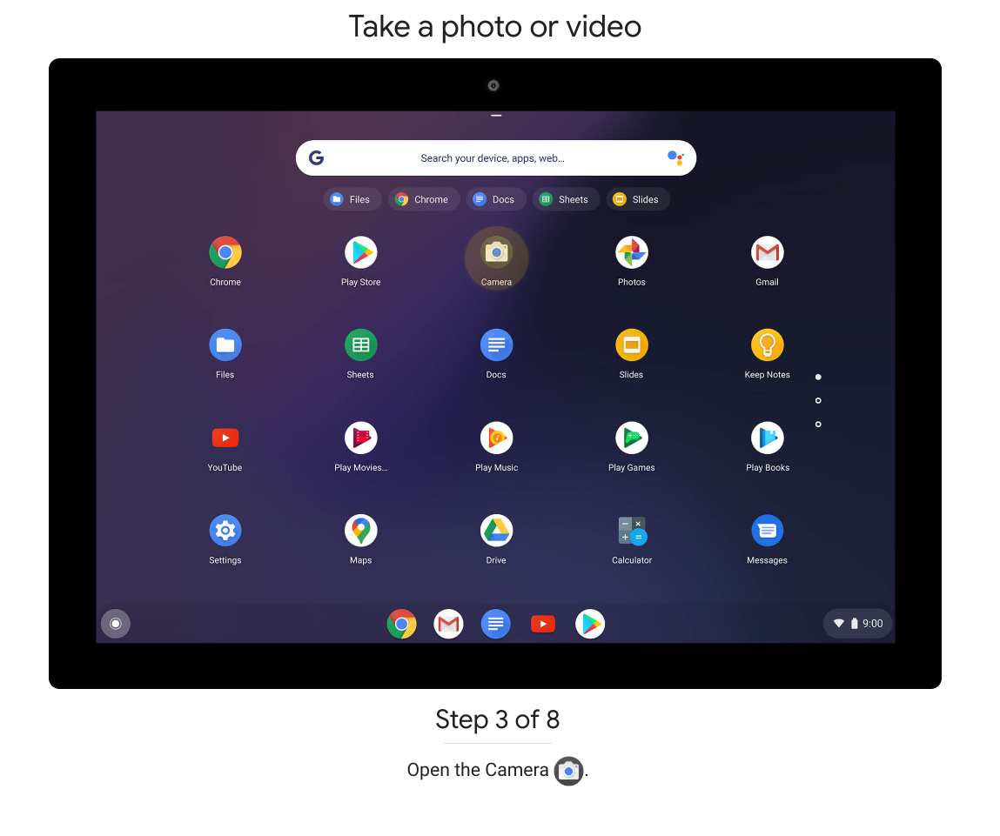 Take a photo or video
Search your device, apps, web...
Files Chrome Docs Sheets Slides
Chrome Play Store Camera Photos Gmail
Files Sheets Docs Slides Keep Notes
YouTube Play Movies... Play Music Play Games Play Books
Settings Maps Drive Calculator Messages
9:00
Step 3 of 8
Open the Camera .